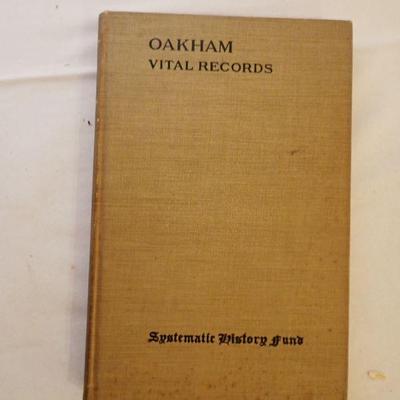 OAKHAM
VITAL RECORDS
Systematic History Fund